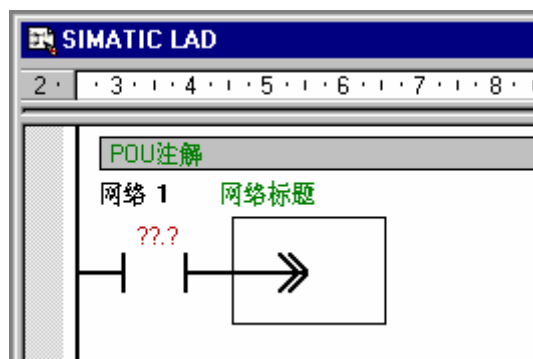 SIMATIC LAD
2 · · 3 · ı · 4 · ı · 5 · ı · 6 · ı · 7 · ı · 8 ·
POU注解
网络 1 网络标题
??.?